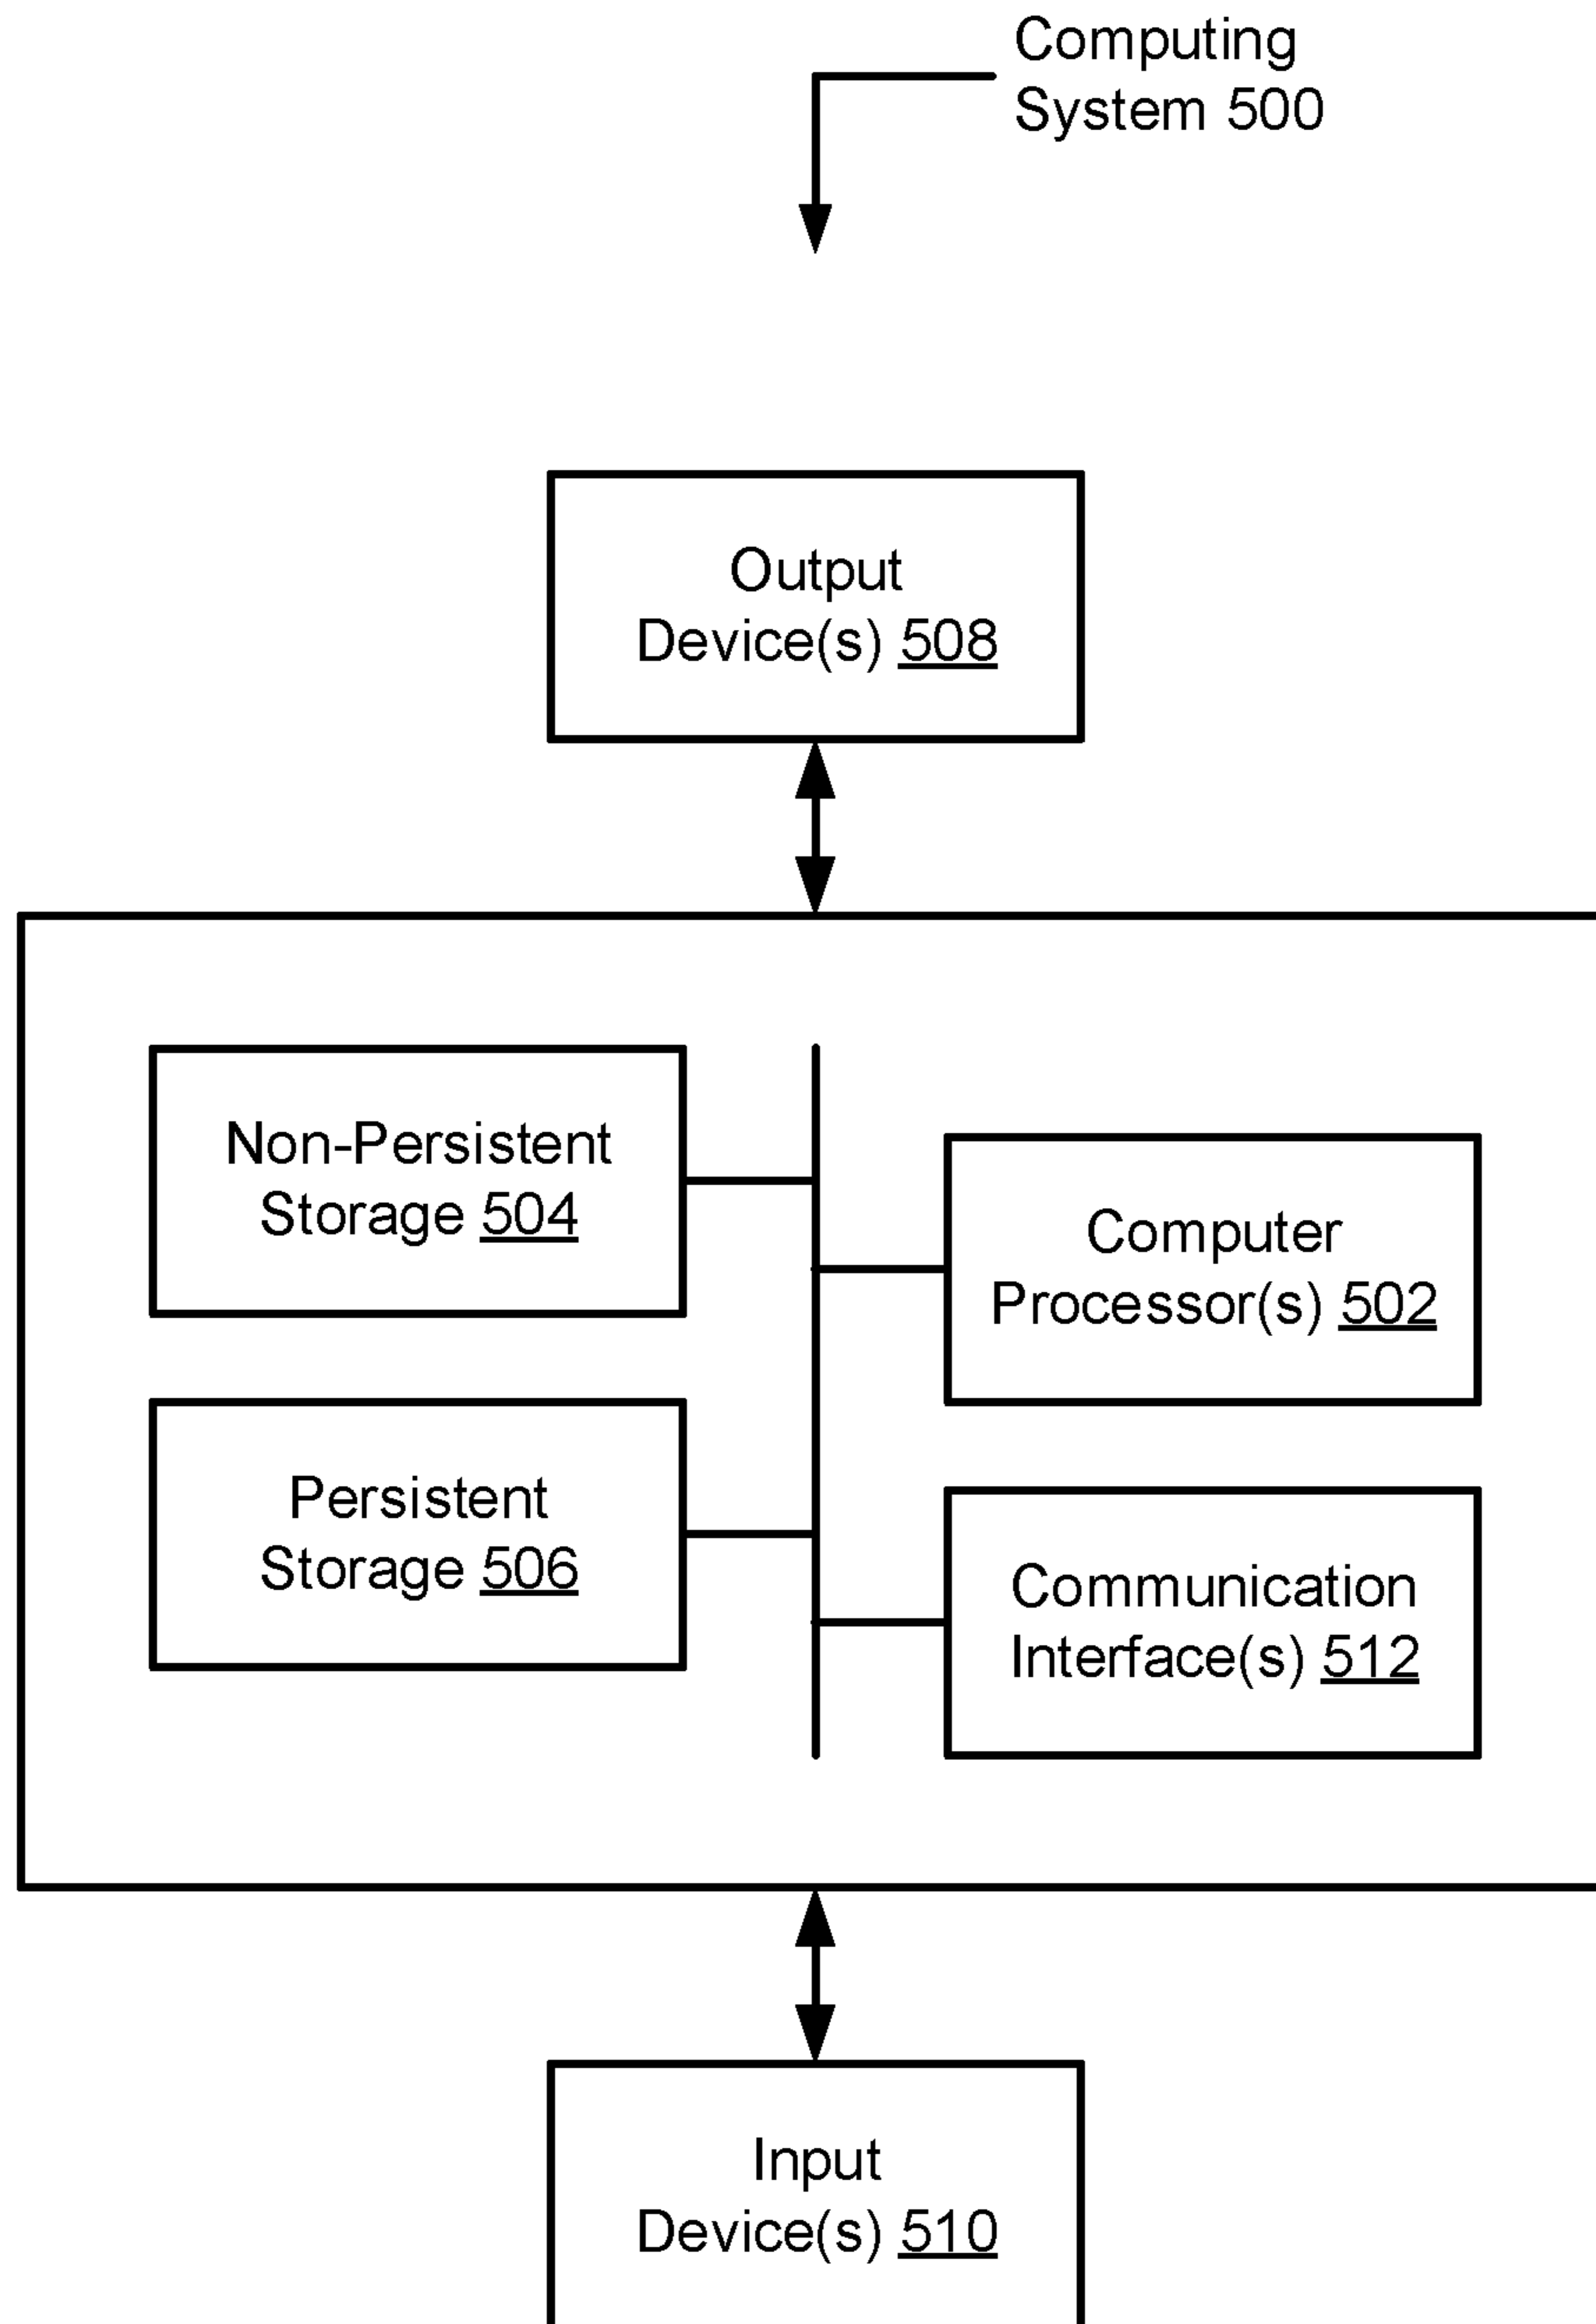 Computing
System 500
Output
Device(s) 508
Non-Persistent
Storage 504
Computer
Processor(s) 502
Persistent
Storage 506
Communication
Interface(s) 512
Input
Device(s) 510